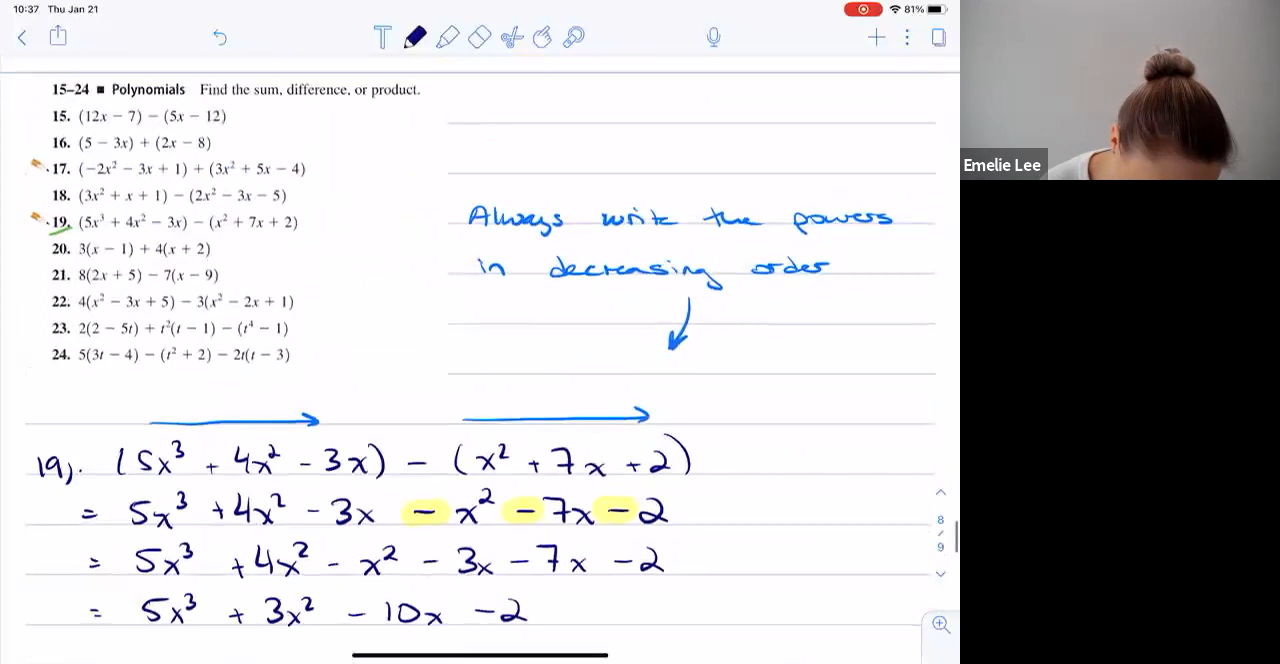 10:37 Thu Jan 21
81%
15–24 ■ Polynomials Find the sum, difference, or product.
15. (12x − 7) − (5x − 12)
16. (5 − 3x) + (2x − 8)
17. (−2x² − 3x + 1) + (3x² + 5x − 4)
18. (3x² + x + 1) − (2x² − 3x − 5)
19. (5x³ + 4x² − 3x) − (x² + 7x + 2)
20. 3(x − 1) + 4(x + 2)
21. 8(2x + 5) − 7(x − 9)
22. 4(x² − 3x + 5) − 3(x² − 2x + 1)
23. 2(2 − 5t) + t²(t − 1) − (t⁴ − 1)
24. 5(3t − 4) − (t² + 2) − 2t(t − 3)
Always write the powers
in decreasing order
19). (5x³ + 4x² − 3x) − (x² + 7x + 2)
= 5x³ + 4x² − 3x − x² − 7x − 2
= 5x³ + 4x² − x² − 3x − 7x − 2
= 5x³ + 3x² − 10x − 2
8
/
9
Emelie Lee